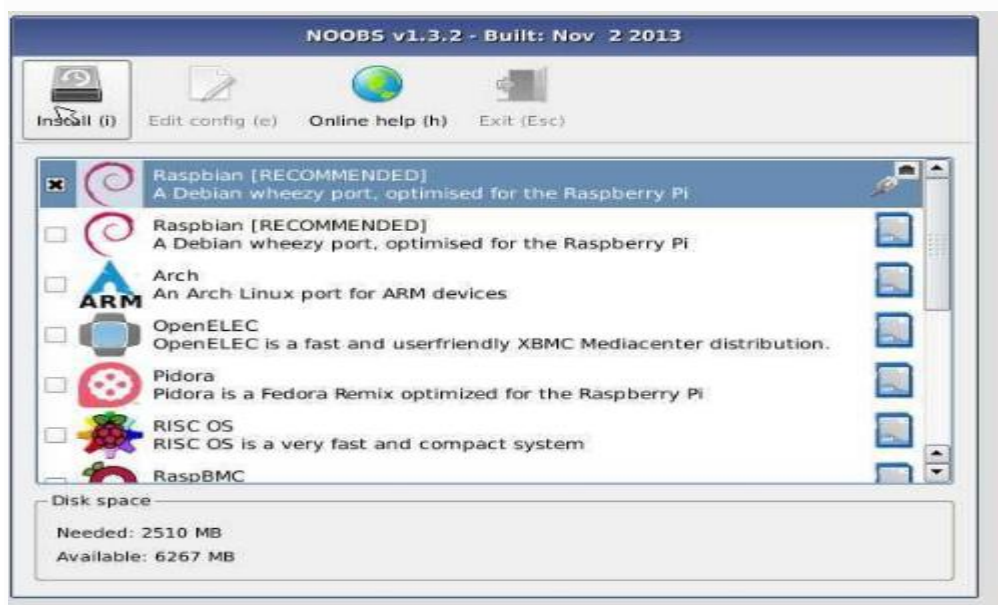 NOOBS v1.3.2 - Built: Nov 2 2013
Install (i) Edit config (e) Online help (h) Exit (Esc)
Raspbian [RECOMMENDED]
A Debian wheezy port, optimised for the Raspberry Pi
Raspbian [RECOMMENDED]
A Debian wheezy port, optimised for the Raspberry Pi
Arch
ARM An Arch Linux port for ARM devices
OpenELEC
OpenELEC is a fast and userfriendly XBMC Mediacenter distribution.
Pidora
Pidora is a Fedora Remix optimized for the Raspberry Pi
RISC OS
RISC OS is a very fast and compact system
RaspBMC
Disk space
Needed: 2510 MB
Available: 6267 MB